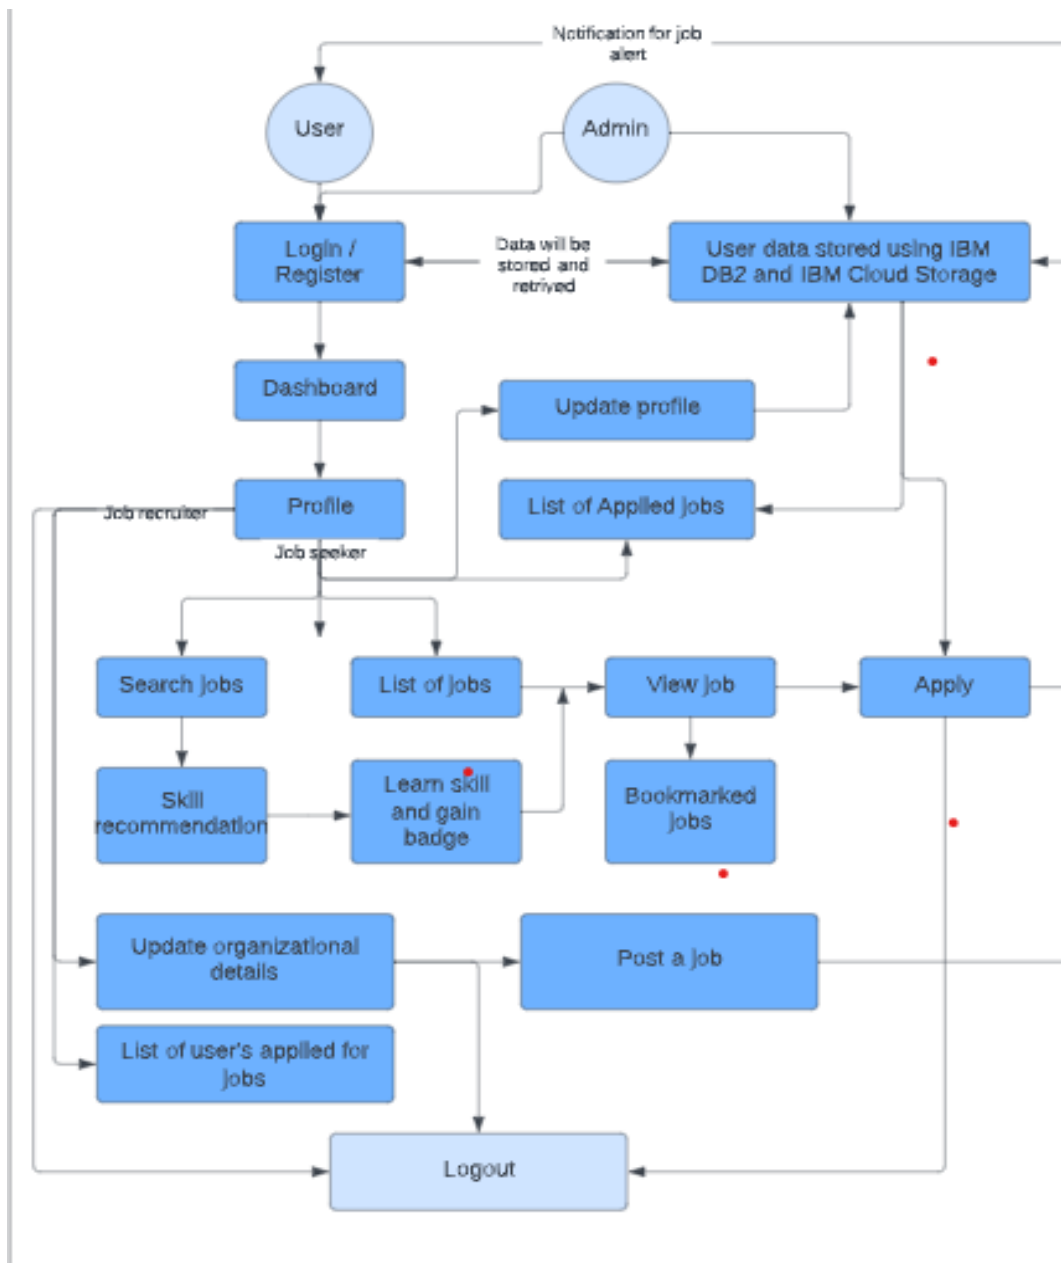 Notification for job
alert
User
Admin
Login /
Register
Data will be
stored and
retrived
User data stored using IBM
DB2 and IBM Cloud Storage
Dashboard
Update profile
Profile
List of Applied jobs
Job recruiter
Job seeker
Search jobs
List of jobs
View job
Apply
Skill
recommendation
Learn skill
and gain
badge
Bookmarked
jobs
Update organizational
details
Post a job
List of user's applied for
jobs
Logout